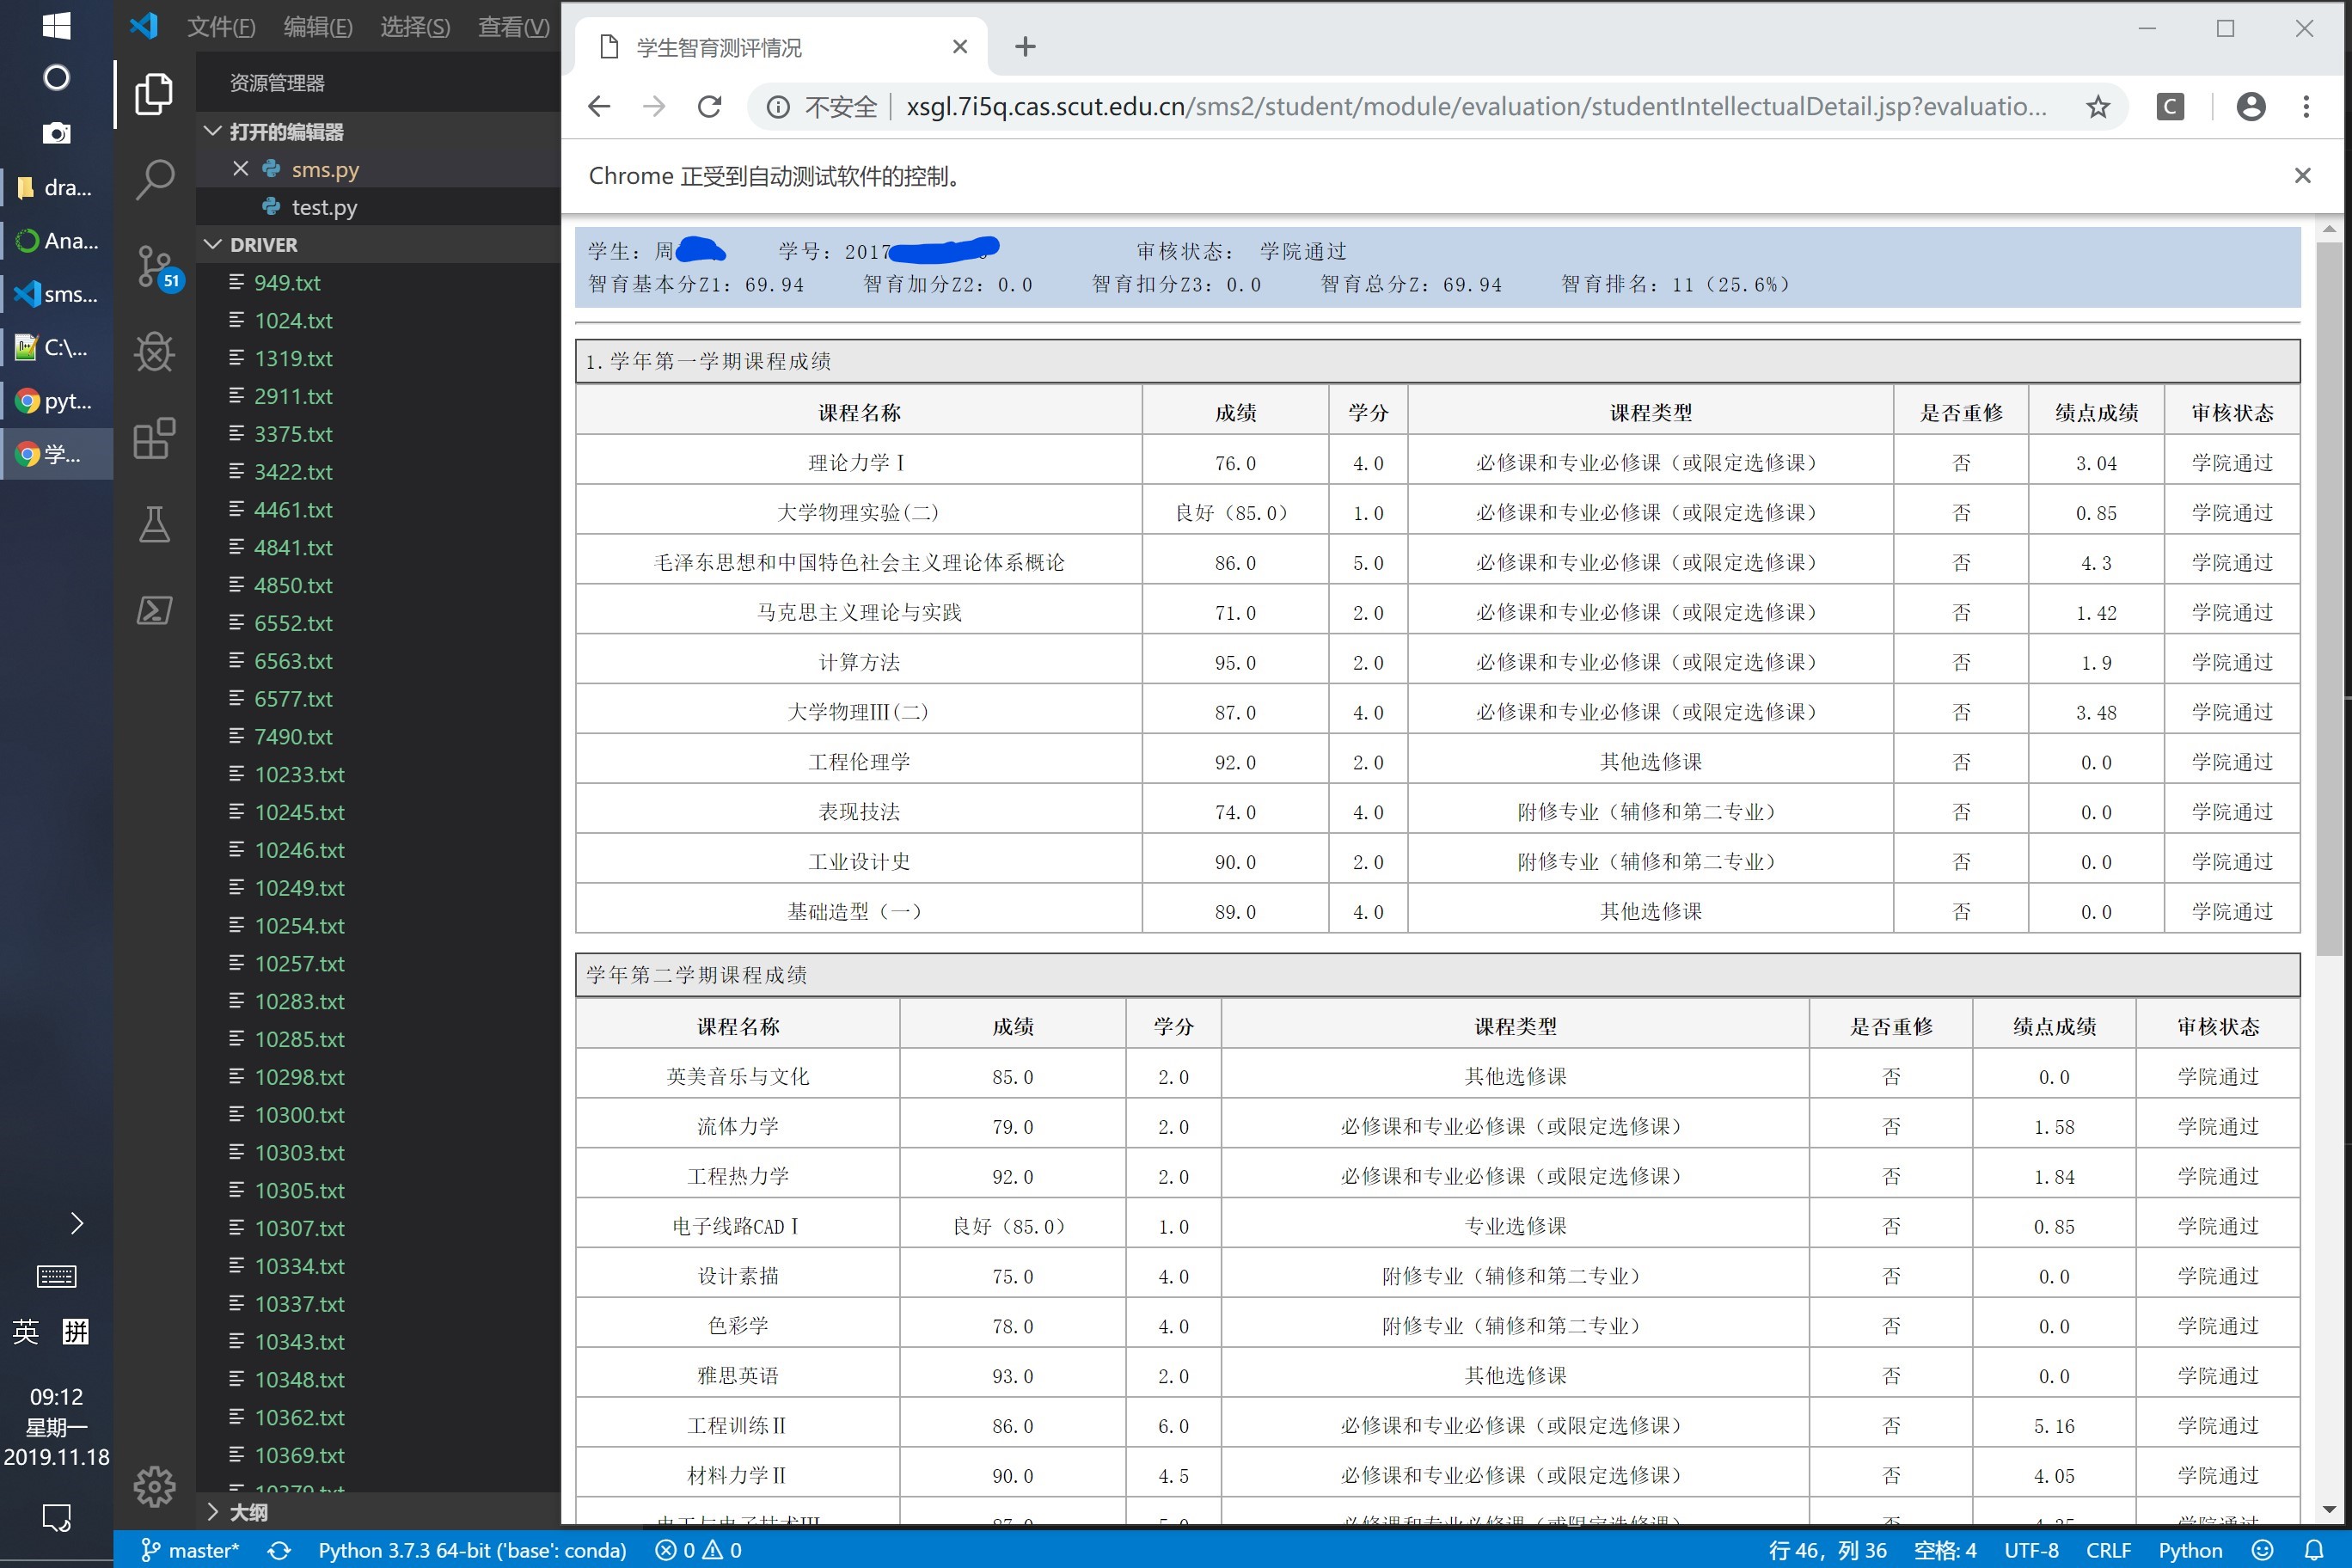 文件(F) 编辑(E) 选择(S) 查看(V)
资源管理器
打开的编辑器
sms.py
test.py
DRIVER
949.txt
1024.txt
1319.txt
2911.txt
3375.txt
3422.txt
4461.txt
4841.txt
4850.txt
6552.txt
6563.txt
6577.txt
7490.txt
10233.txt
10245.txt
10246.txt
10249.txt
10254.txt
10257.txt
10283.txt
10285.txt
10298.txt
10300.txt
10303.txt
10305.txt
10307.txt
10334.txt
10337.txt
10343.txt
10348.txt
10362.txt
10369.txt
大纲
51
dra...
Ana...
sms...
C:\...
pyt...
学...
英 拼
09:12
星期一
2019.11.18
学生智育测评情况
不安全 xsgl.7i5q.cas.scut.edu.cn/sms2/student/module/evaluation/studentIntellectualDetail.jsp?evaluatio...
C
Chrome 正受到自动测试软件的控制。
学生：周 学号：2017 审核状态： 学院通过
智育基本分Z1：69.94 智育加分Z2：0.0 智育扣分Z3：0.0 智育总分Z：69.94 智育排名：11（25.6%）
1.学年第一学期课程成绩
课程名称 成绩 学分 课程类型 是否重修 绩点成绩 审核状态
理论力学Ⅰ 76.0 4.0 必修课和专业必修课（或限定选修课） 否 3.04 学院通过
大学物理实验(二) 良好（85.0） 1.0 必修课和专业必修课（或限定选修课） 否 0.85 学院通过
毛泽东思想和中国特色社会主义理论体系概论 86.0 5.0 必修课和专业必修课（或限定选修课） 否 4.3 学院通过
马克思主义理论与实践 71.0 2.0 必修课和专业必修课（或限定选修课） 否 1.42 学院通过
计算方法 95.0 2.0 必修课和专业必修课（或限定选修课） 否 1.9 学院通过
大学物理Ⅲ(二) 87.0 4.0 必修课和专业必修课（或限定选修课） 否 3.48 学院通过
工程伦理学 92.0 2.0 其他选修课 否 0.0 学院通过
表现技法 74.0 4.0 附修专业（辅修和第二专业） 否 0.0 学院通过
工业设计史 90.0 2.0 附修专业（辅修和第二专业） 否 0.0 学院通过
基础造型（一） 89.0 4.0 其他选修课 否 0.0 学院通过
学年第二学期课程成绩
课程名称 成绩 学分 课程类型 是否重修 绩点成绩 审核状态
英美音乐与文化 85.0 2.0 其他选修课 否 0.0 学院通过
流体力学 79.0 2.0 必修课和专业必修课（或限定选修课） 否 1.58 学院通过
工程热力学 92.0 2.0 必修课和专业必修课（或限定选修课） 否 1.84 学院通过
电子线路CADⅠ 良好（85.0） 1.0 专业选修课 否 0.85 学院通过
设计素描 75.0 4.0 附修专业（辅修和第二专业） 否 0.0 学院通过
色彩学 78.0 4.0 附修专业（辅修和第二专业） 否 0.0 学院通过
雅思英语 93.0 2.0 其他选修课 否 0.0 学院通过
工程训练Ⅱ 86.0 6.0 必修课和专业必修课（或限定选修课） 否 5.16 学院通过
材料力学Ⅱ 90.0 4.5 必修课和专业必修课（或限定选修课） 否 4.05 学院通过
master* Python 3.7.3 64-bit ('base': conda) 0 0 行 46，列 36 空格: 4 UTF-8 CRLF Python